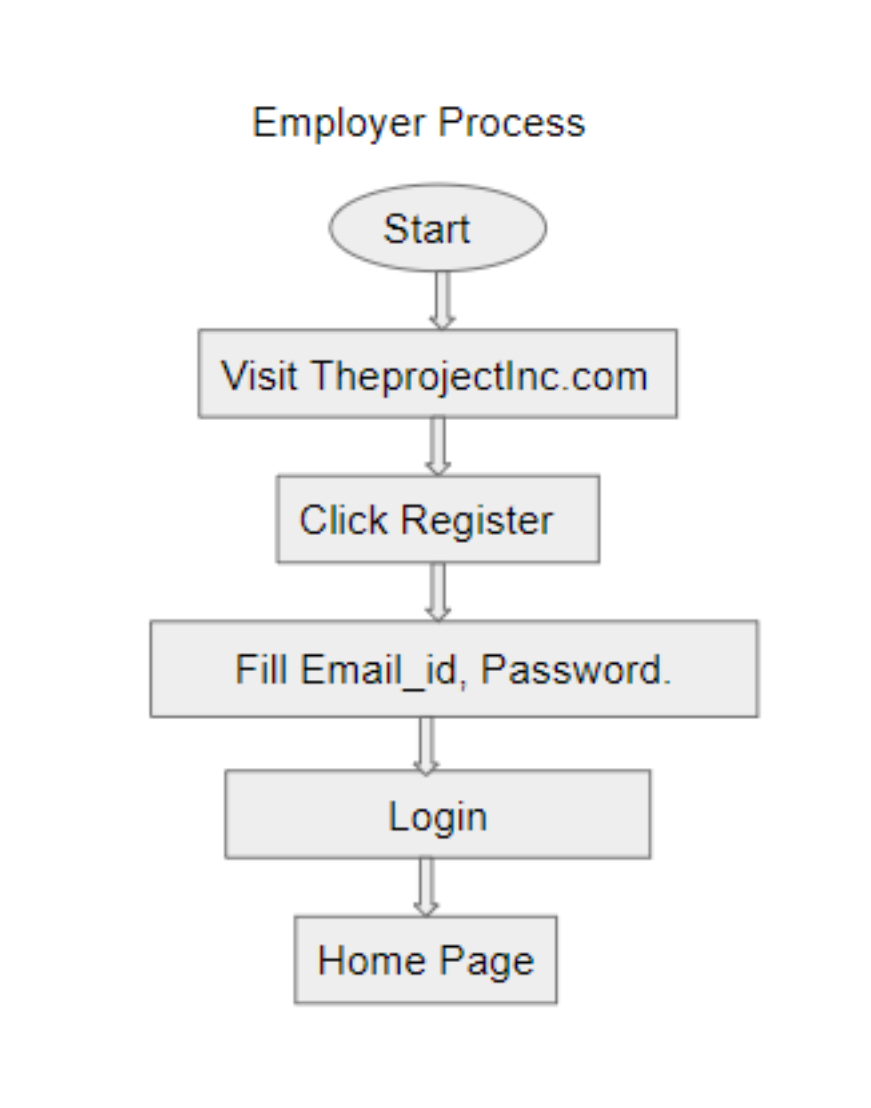 Employer Process
Start
Visit TheprojectInc.com
Click Register
Fill Email_id, Password.
Login
Home Page